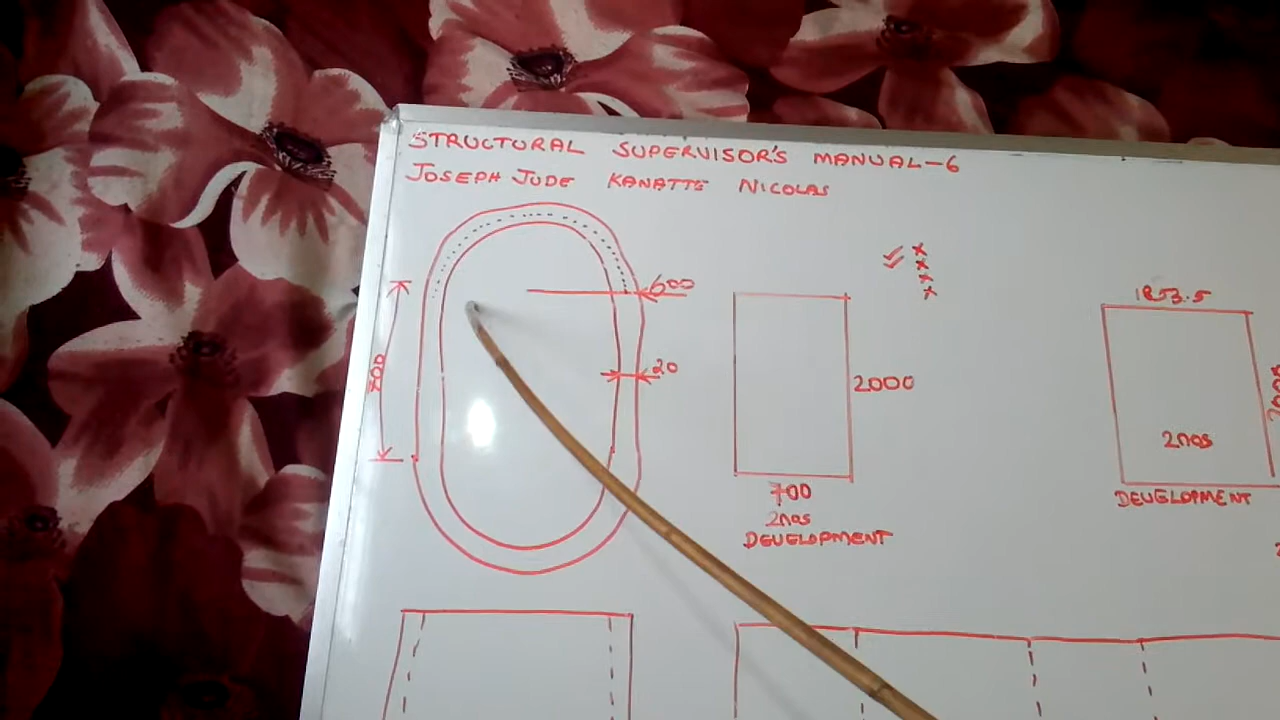 STRUCTURAL SUPERVISOR'S MANUAL-6
JOSEPH JUDE KANATTE NICOLAS
600
700
20
2000
700
2nos
DEVELOPMENT
1853.5
2nos
DEVELOPMENT